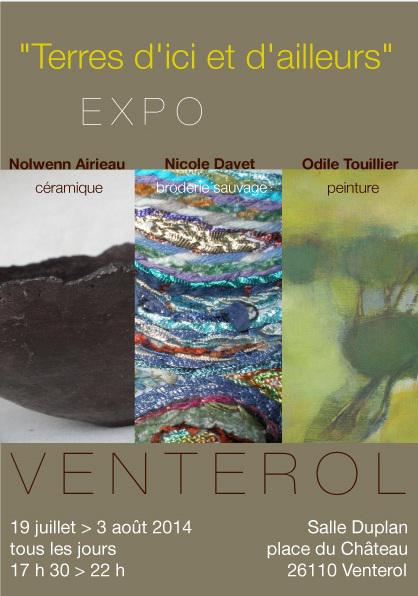 "Terres d'ici et d'ailleurs"
EXPO
Nolwenn Airieau
céramique
Nicole Davet
broderie sauvage
Odile Touillier
peinture
VENTEROL
19 juillet > 3 août 2014
tous les jours
17 h 30 > 22 h
Salle Duplan
place du Château
26110 Venterol